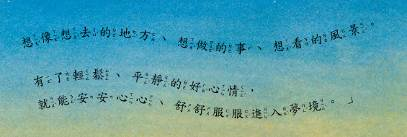 想像想去的地方、想做的事、想看的風景。
有了輕鬆、平靜的好心情，
就能安安心心、舒舒服服進入夢境。」